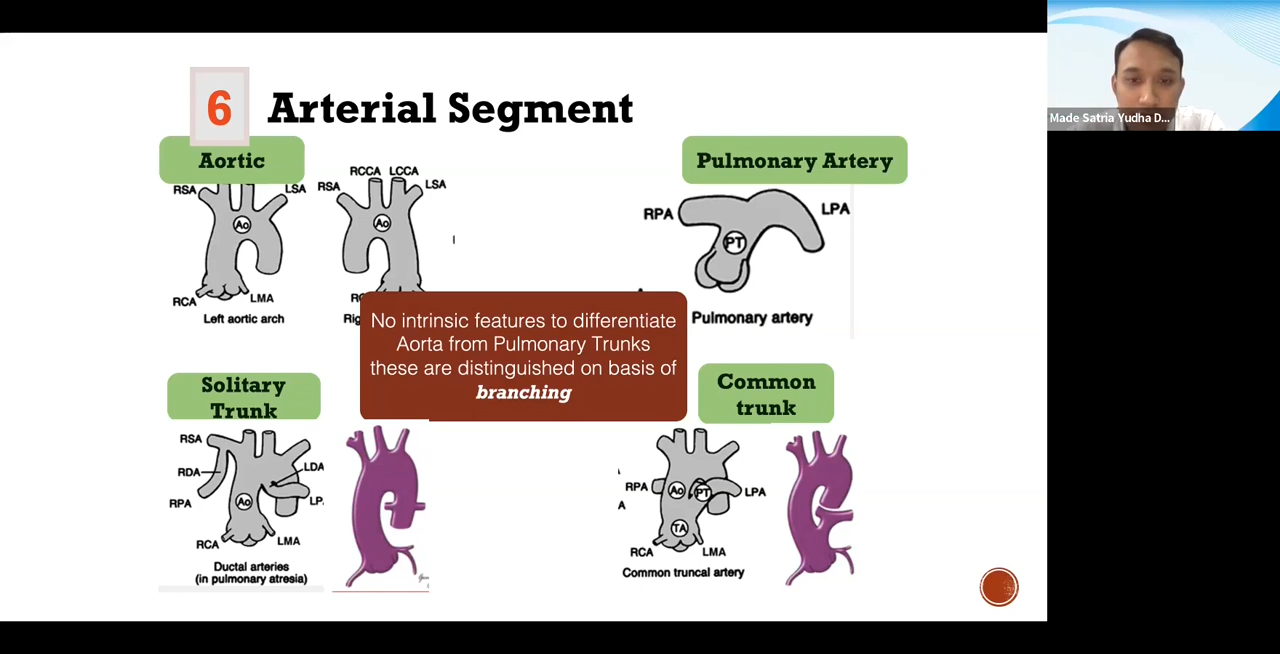 6
Arterial Segment
Made Satria Yudha D...
Aortic
Pulmonary Artery
RSA
LSA
RSA
RCCA LCCA
LSA
Ao
Ao
RCA
LMA
Left aortic arch
RPA
LPA
PT
Pulmonary artery
No intrinsic features to differentiate
Aorta from Pulmonary Trunks
these are distinguished on basis of
branching
Solitary
Trunk
Common
trunk
RSA
RDA
LDA
RPA
Ao
RCA
LMA
Ductal arteries
(in pulmonary atresia)
RPA
Ao
PT
LPA
A
TA
RCA
LMA
Common truncal artery